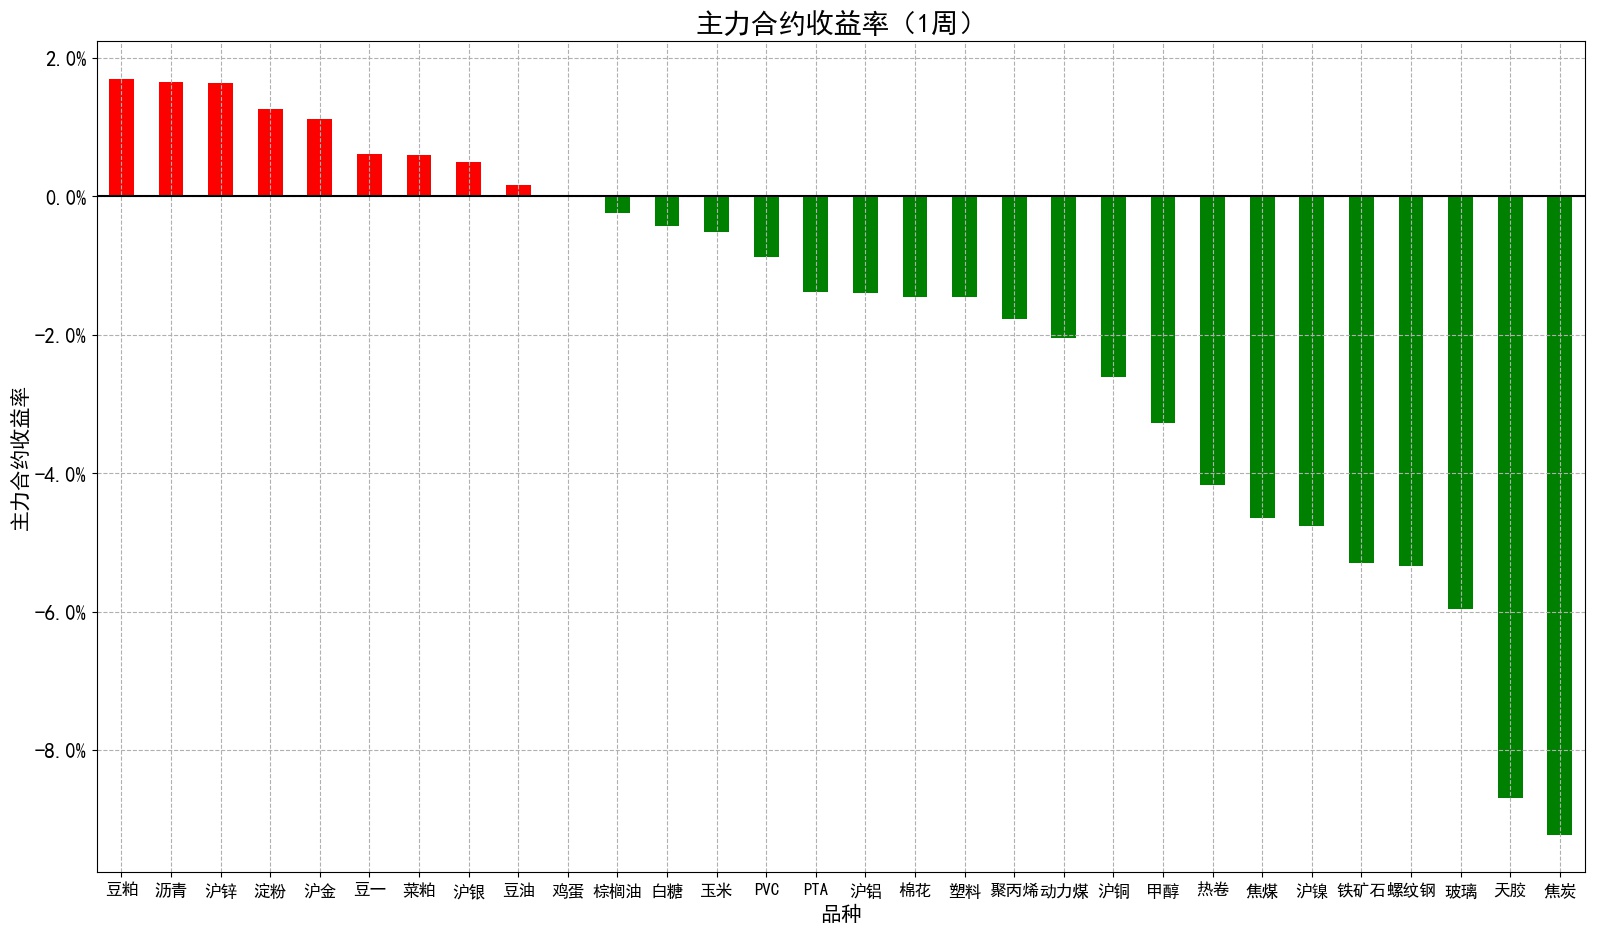 主力合约收益率（1周）
主力合约收益率
2.0%
0.0%
−2.0%
−4.0%
−6.0%
−8.0%
豆粕 沥青 沪锌 淀粉 沪金 豆一 菜粕 沪银 豆油 鸡蛋 棕榈油 白糖 玉米 PVC PTA 沪铝 棉花 塑料 聚丙烯 动力煤 沪铜 甲醇 热卷 焦煤 沪镍 铁矿石 螺纹钢 玻璃 天胶 焦炭
品种